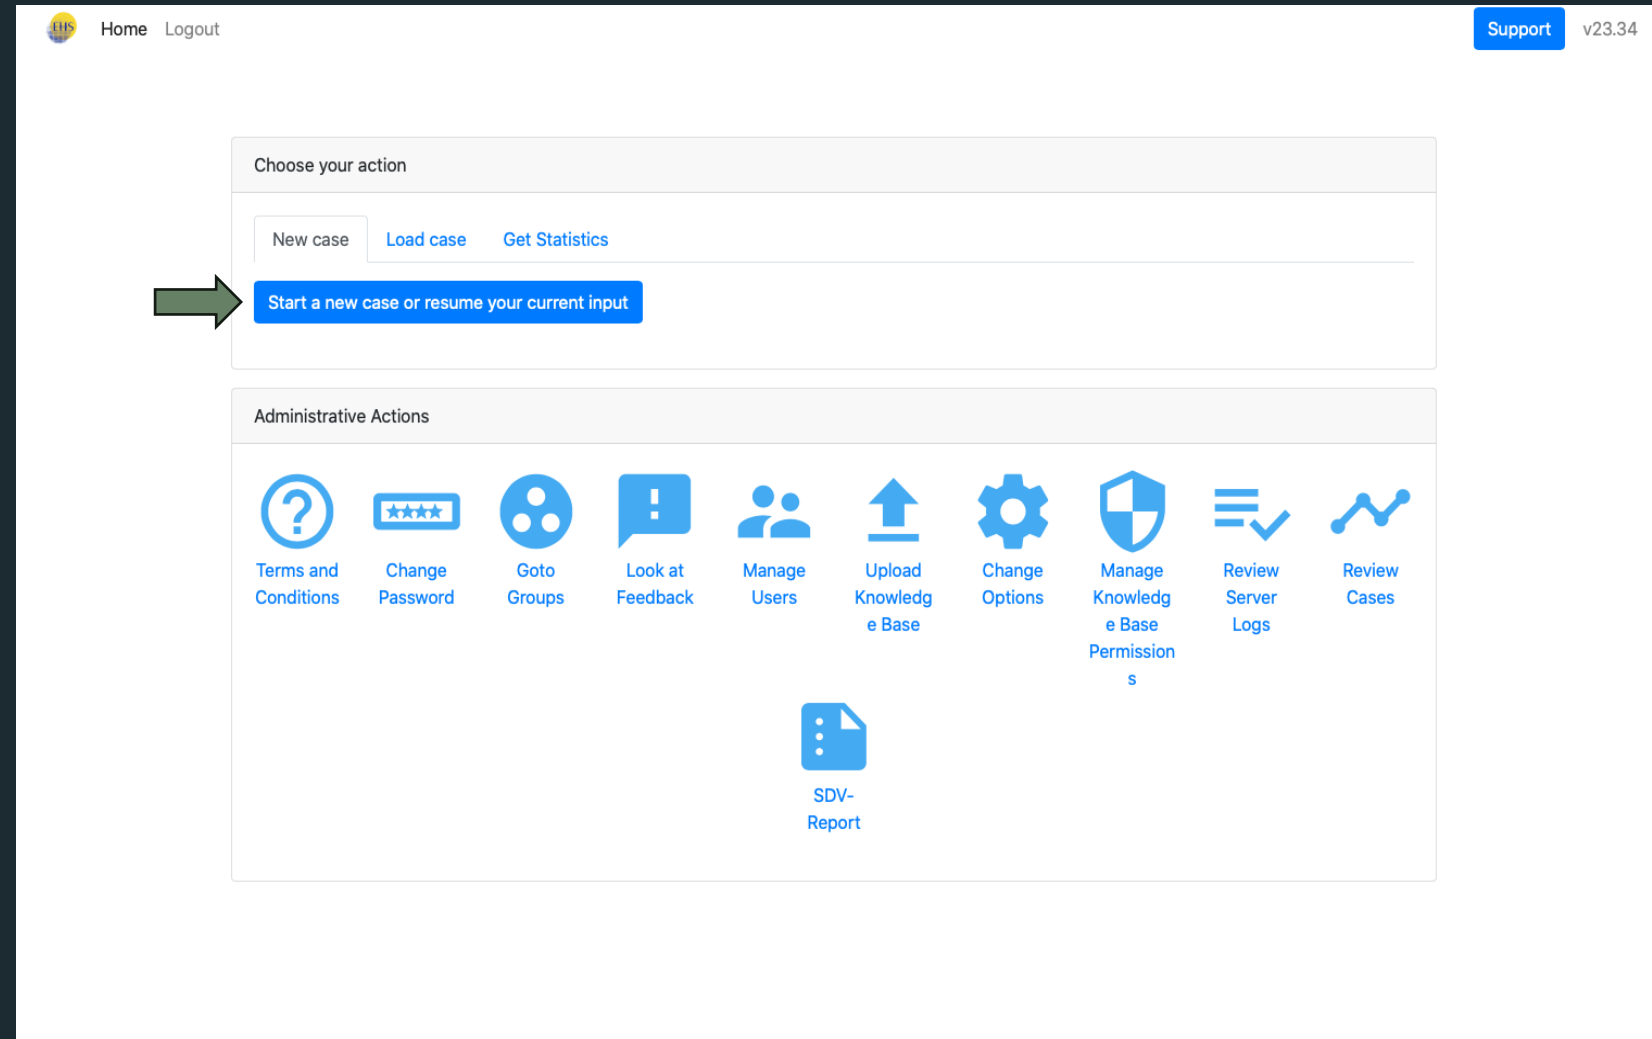 EHS Home Logout Support v23.34
Choose your action
New case Load case Get Statistics
Start a new case or resume your current input
Administrative Actions
Terms and Change Goto Look at Manage Upload Change Manage Review Review
Conditions Password Groups Feedback Users Knowledg Options Knowledg Server Cases
e Base e Base Logs
Permission
s
SDV-
Report